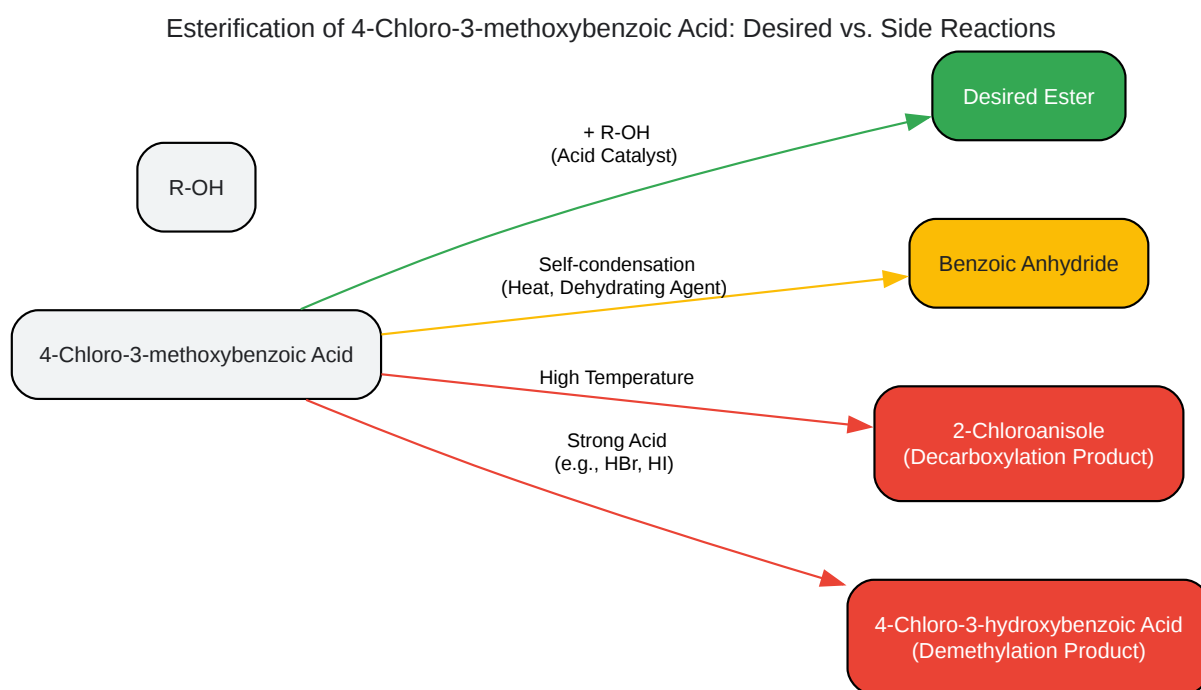 Esterification of 4-Chloro-3-methoxybenzoic Acid: Desired vs. Side Reactions
Desired Ester
+ R-OH
(Acid Catalyst)
R-OH
Benzoic Anhydride
Self-condensation
(Heat, Dehydrating Agent)
4-Chloro-3-methoxybenzoic Acid
High Temperature
2-Chloroanisole
(Decarboxylation Product)
Strong Acid
(e.g., HBr, HI)
4-Chloro-3-hydroxybenzoic Acid
(Demethylation Product)